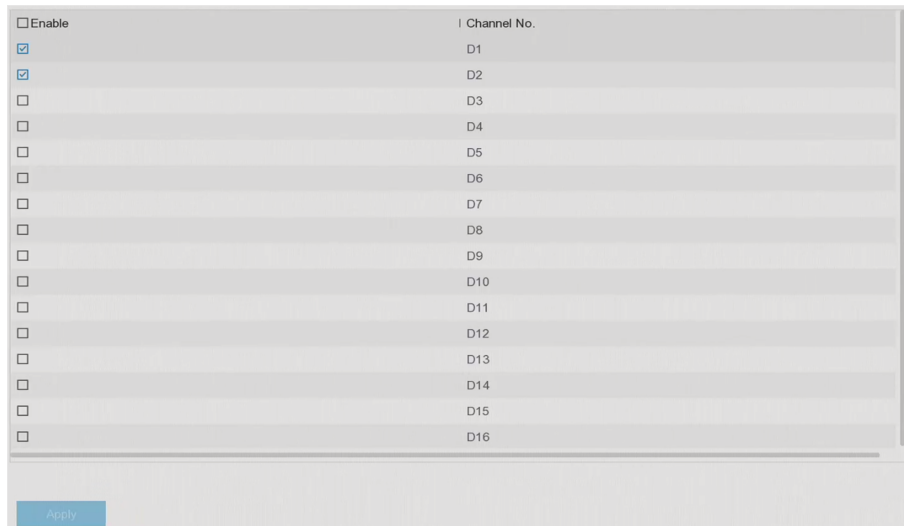 Enable Channel No.
D1
D2
D3
D4
D5
D6
D7
D8
D9
D10
D11
D12
D13
D14
D15
D16
Apply